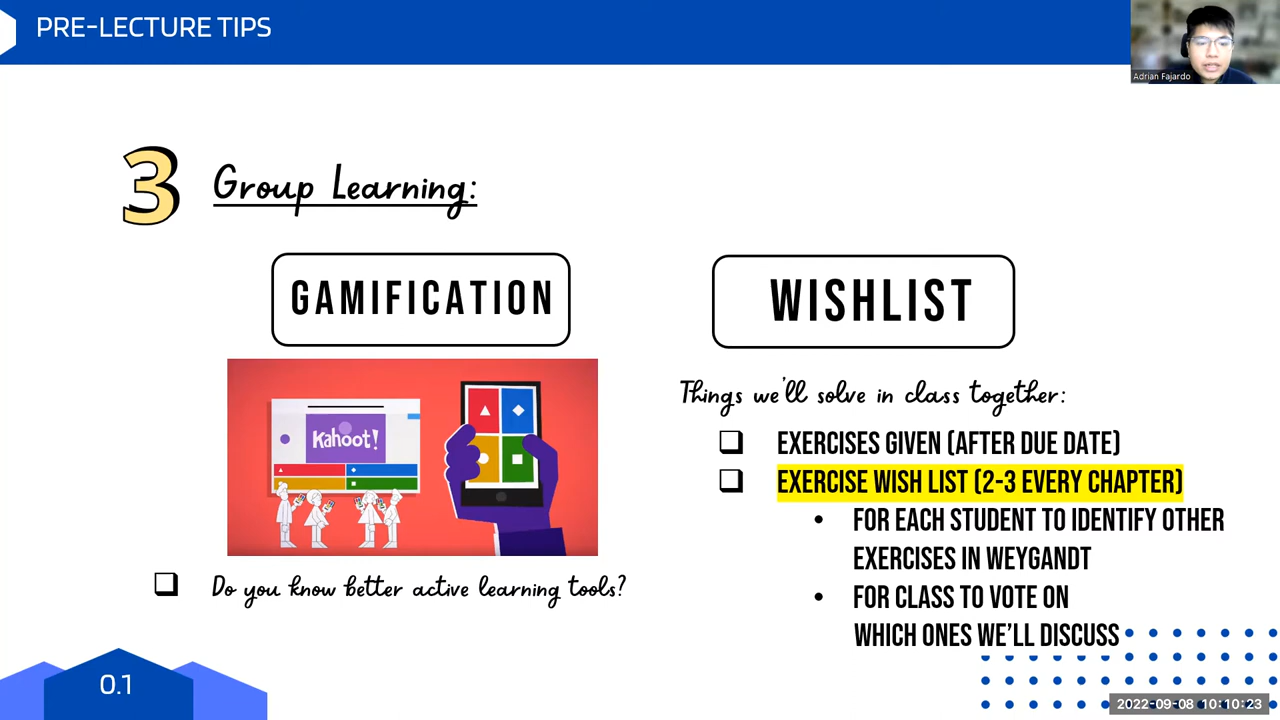 PRE-LECTURE TIPS
Adrian Fajardo
3
Group Learning:
GAMIFICATION
Kahoot!
Do you know better active learning tools?
WISHLIST
Things we'll solve in class together:
EXERCISES GIVEN (AFTER DUE DATE)
EXERCISE WISH LIST (2-3 EVERY CHAPTER)
• FOR EACH STUDENT TO IDENTIFY OTHER
EXERCISES IN WEYGANDT
• FOR CLASS TO VOTE ON
WHICH ONES WE'LL DISCUSS
0.1
2022-09-08 10:10:23